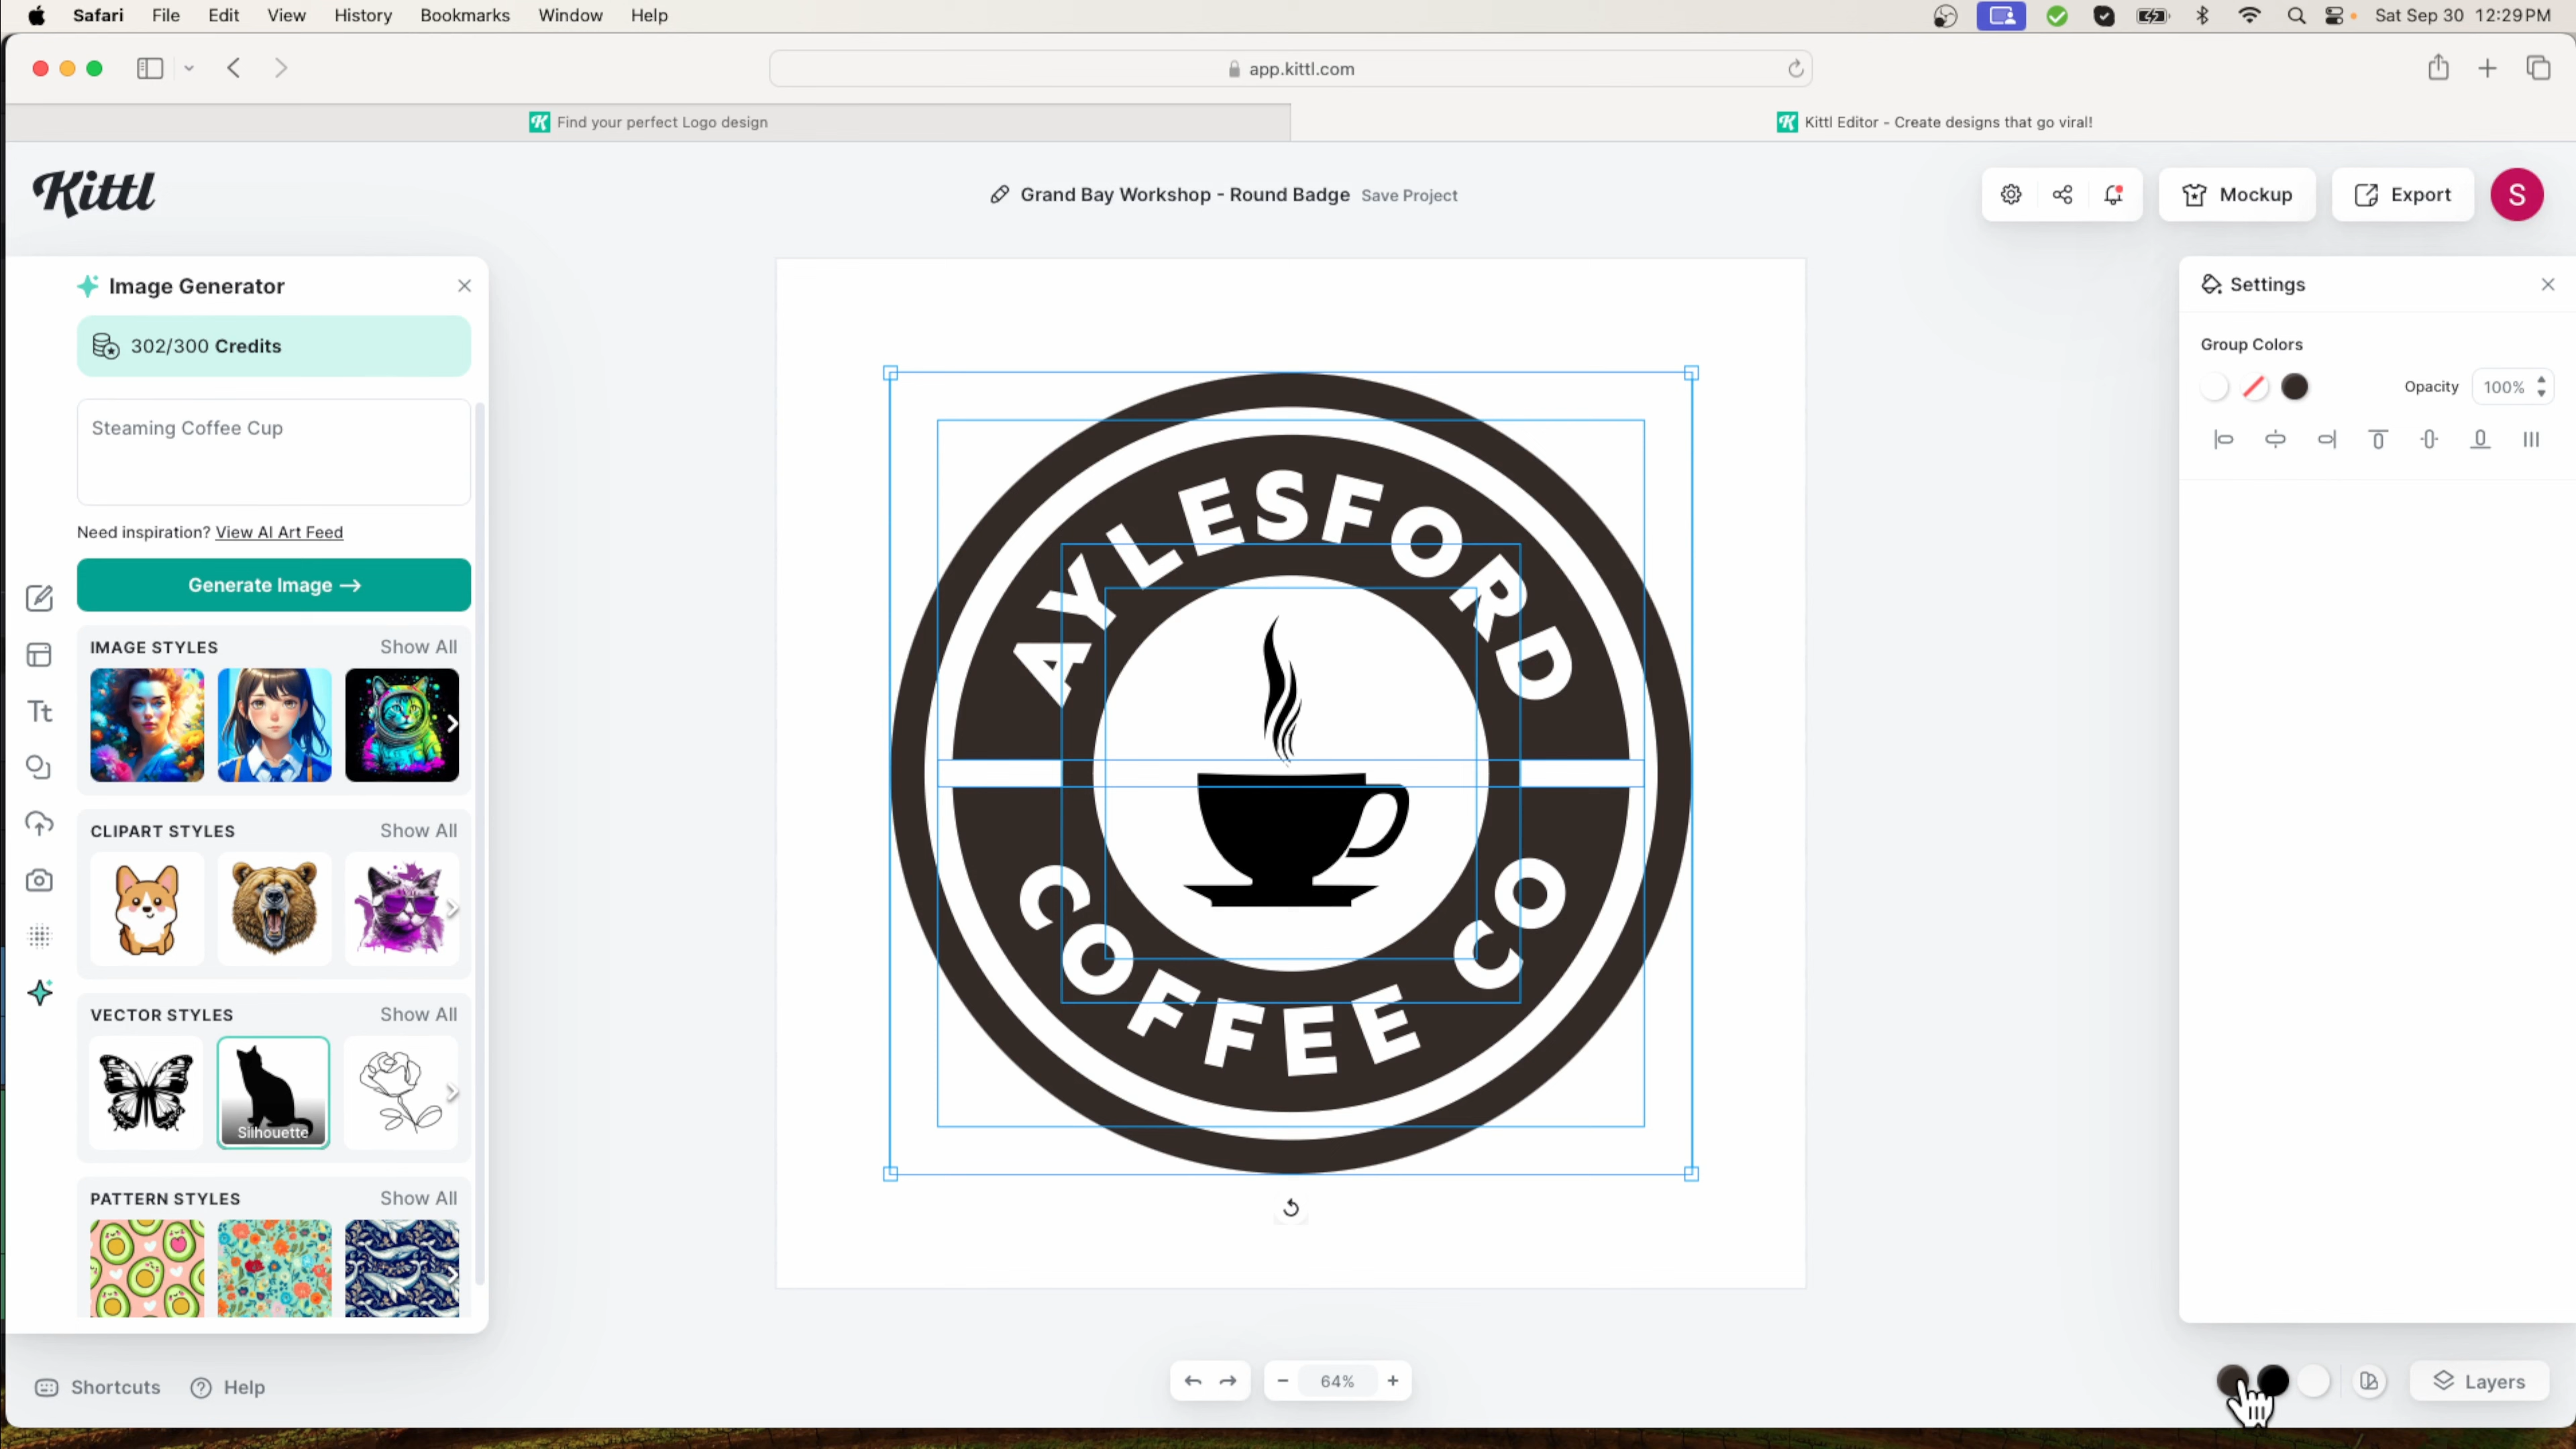 Safari File Edit View History Bookmarks Window Help
Sat Sep 30 12:29 PM
app.kittl.com
Find your perfect Logo design
Kittl Editor - Create designs that go viral!
Kittl
Grand Bay Workshop - Round Badge Save Project
Mockup
Export
S
Image Generator
302/300 Credits
Steaming Coffee Cup
Need inspiration? View AI Art Feed
Generate Image →
IMAGE STYLES Show All
CLIPART STYLES Show All
VECTOR STYLES Show All
Silhouette
PATTERN STYLES Show All
Tt
AYLESFORD
COFFEE CO
Settings
Group Colors
Opacity 100%
Shortcuts
Help
64%
Layers